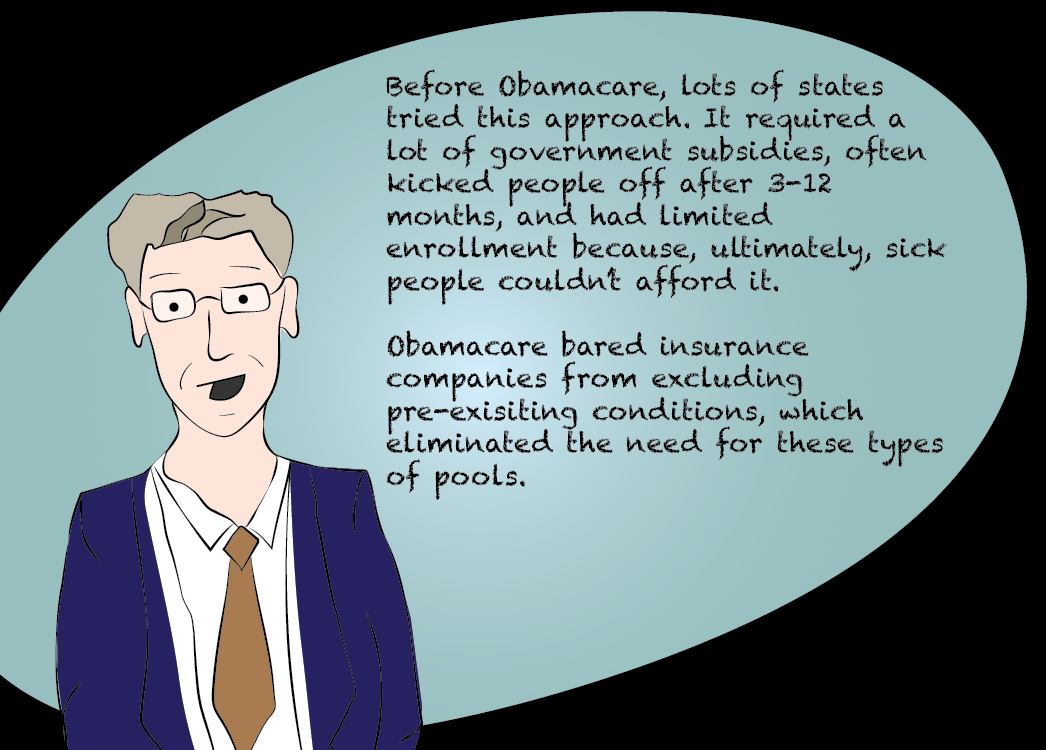 Before Obamacare, lots of states
tried this approach. It required a
lot of government subsidies, often
kicked people off after 3-12
months, and had limited
enrollment because, ultimately, sick
people couldn't afford it.
Obamacare bared insurance
companies from excluding
pre-exisiting conditions, which
eliminated the need for these types
of pools.